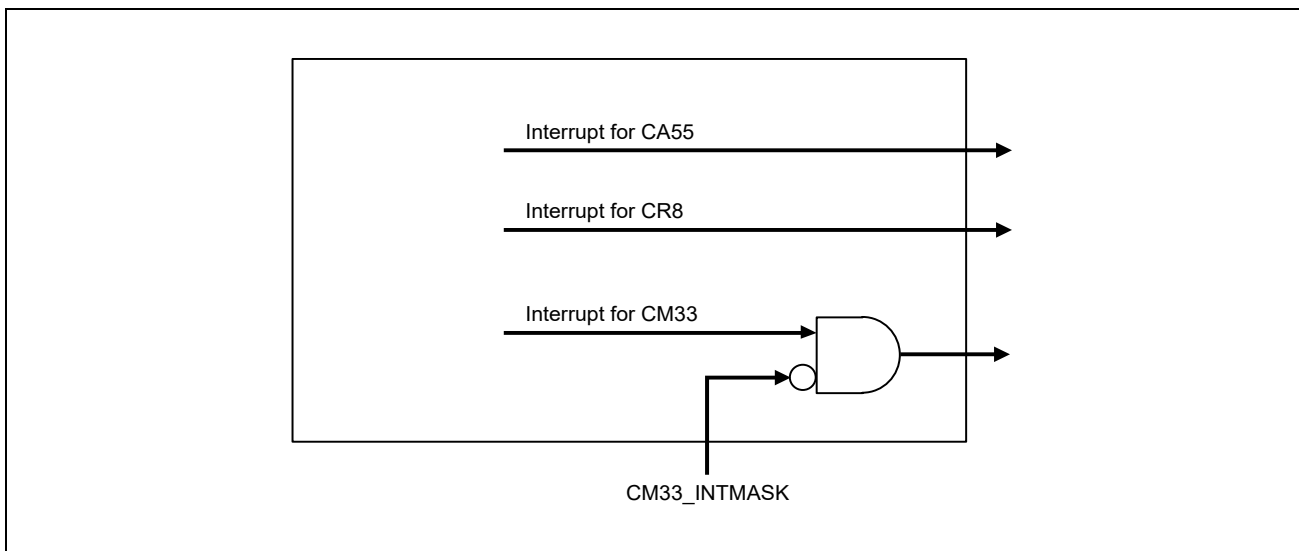 Interrupt for CA55
Interrupt for CR8
Interrupt for CM33
CM33_INTMASK